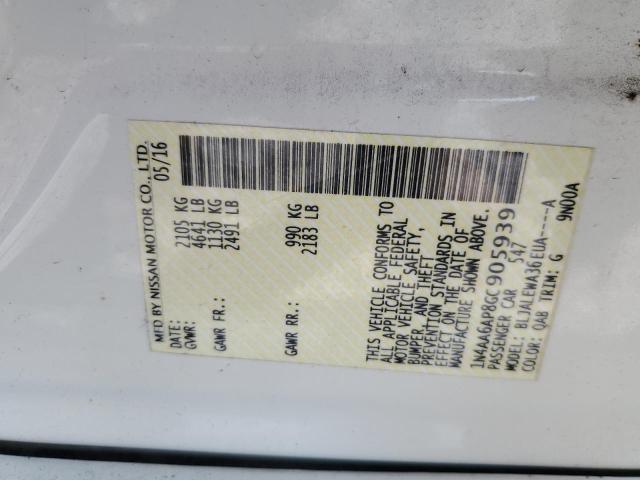 MFD BY NISSAN MOTOR CO., LTD.
DATE: 05/16
GVWR: 2105 KG
4641 LB
GAWR FR.: 1130 KG
2491 LB
GAWR RR.: 990 KG
2183 LB
THIS VEHICLE CONFORMS TO
ALL APPLICABLE FEDERAL
MOTOR VEHICLE SAFETY,
BUMPER, AND THEFT
PREVENTION STANDARDS IN
EFFECT ON THE DATE OF
MANUFACTURE SHOWN ABOVE.
1N4AA6AP8GC905939
PASSENGER CAR 547
MODEL: BLJALEWA36EUA----A
COLOR: QAB TRIM: G 9N00A